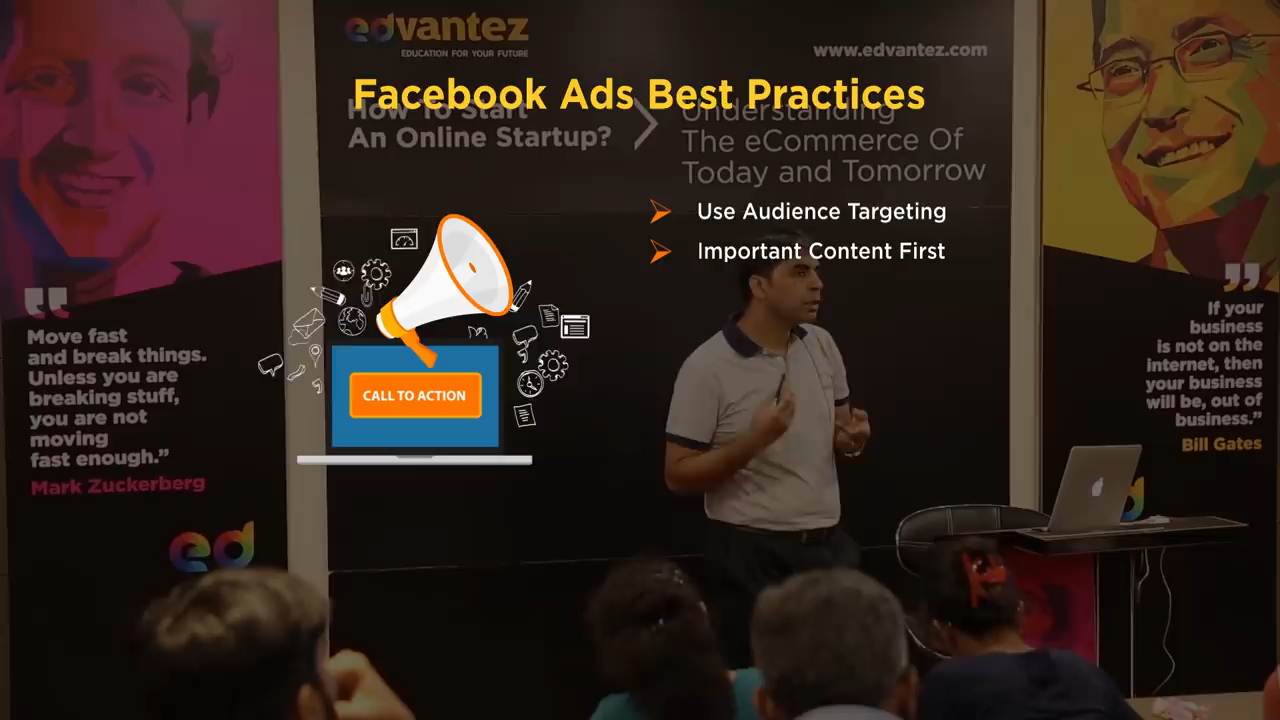 edvantez
EDUCATION FOR YOUR FUTURE
www.edvantez.com
Facebook Ads Best Practices
How To Start
An Online Startup?
Understanding
The eCommerce Of
Today and Tomorrow
Use Audience Targeting
Important Content First
CALL TO ACTION
Move fast
and break things.
Unless you are
breaking stuff,
you are not
moving
fast enough.”
Mark Zuckerberg
ed
If your
business
is not on the
internet, then
your business
will be, out of
business.”
Bill Gates
d